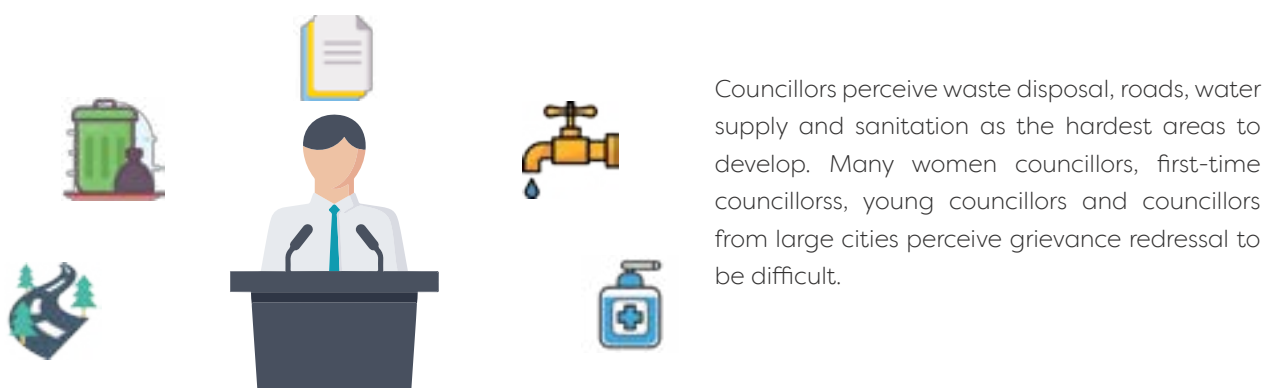 Councillors perceive waste disposal, roads, water
supply and sanitation as the hardest areas to
develop. Many women councillors, first-time
councillorss, young councillors and councillors
from large cities perceive grievance redressal to
be difficult.